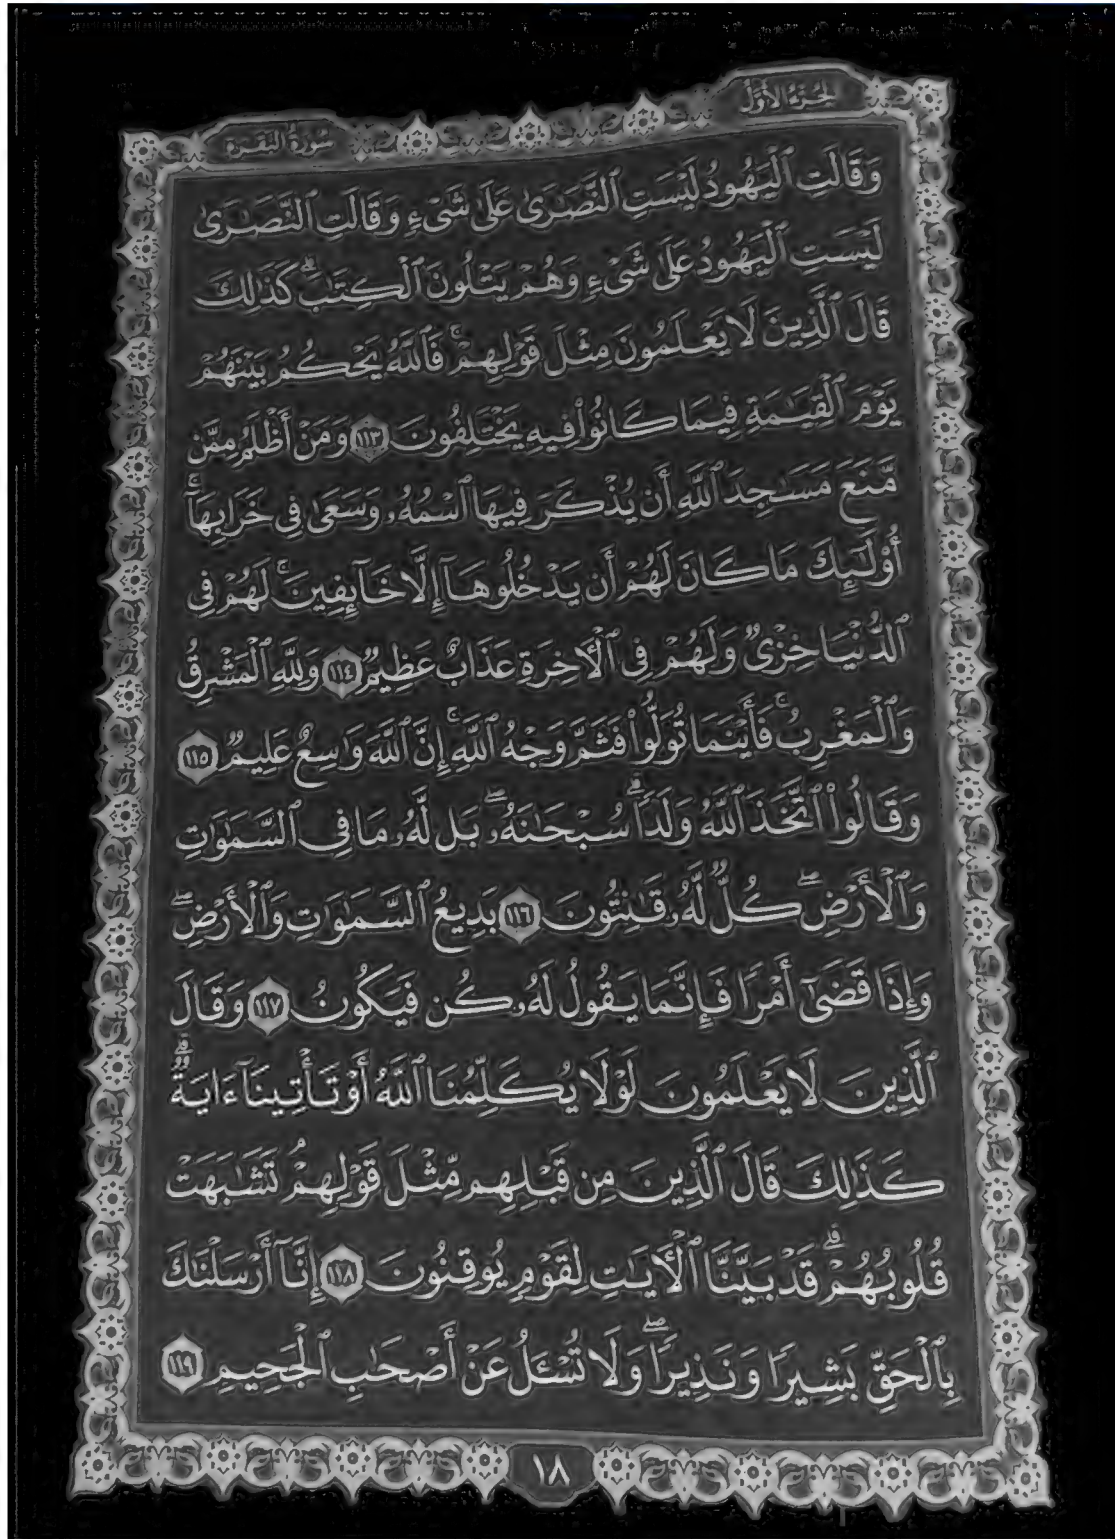 الجزء الأول
سورة البقرة
وَقَالَتِ ٱلْيَهُودُ لَيْسَتِ ٱلنَّصَٰرَىٰ عَلَىٰ شَىْءٍ وَقَالَتِ ٱلنَّصَٰرَىٰ
لَيْسَتِ ٱلْيَهُودُ عَلَىٰ شَىْءٍ وَهُمْ يَتْلُونَ ٱلْكِتَٰبَۗ كَذَٰلِكَ
قَالَ ٱلَّذِينَ لَا يَعْلَمُونَ مِثْلَ قَوْلِهِمْۚ فَٱللَّهُ يَحْكُمُ بَيْنَهُمْ
يَوْمَ ٱلْقِيَٰمَةِ فِيمَا كَانُوا۟ فِيهِ يَخْتَلِفُونَ ١١٣ وَمَنْ أَظْلَمُ مِمَّن
مَّنَعَ مَسَٰجِدَ ٱللَّهِ أَن يُذْكَرَ فِيهَا ٱسْمُهُۥ وَسَعَىٰ فِى خَرَابِهَآۚ
أُو۟لَٰٓئِكَ مَا كَانَ لَهُمْ أَن يَدْخُلُوهَآ إِلَّا خَآئِفِينَۚ لَهُمْ فِى
ٱلدُّنْيَا خِزْىٌ وَلَهُمْ فِى ٱلْأَخِرَةِ عَذَابٌ عَظِيمٌ ١١٤ وَلِلَّهِ ٱلْمَشْرِقُ
وَٱلْمَغْرِبُۚ فَأَيْنَمَا تُوَلُّوا۟ فَثَمَّ وَجْهُ ٱللَّهِۚ إِنَّ ٱللَّهَ وَٰسِعٌ عَلِيمٌ ١١٥
وَقَالُوا۟ ٱتَّخَذَ ٱللَّهُ وَلَدًاۗ سُبْحَٰنَهُۥۖ بَل لَّهُۥ مَا فِى ٱلسَّمَٰوَٰتِ
وَٱلْأَرْضِۖ كُلٌّ لَّهُۥ قَٰنِتُونَ ١١٦ بَدِيعُ ٱلسَّمَٰوَٰتِ وَٱلْأَرْضِۖ
وَإِذَا قَضَىٰٓ أَمْرًا فَإِنَّمَا يَقُولُ لَهُۥ كُن فَيَكُونُ ١١٧ وَقَالَ
ٱلَّذِينَ لَا يَعْلَمُونَ لَوْلَا يُكَلِّمُنَا ٱللَّهُ أَوْ تَأْتِينَآ ءَايَةٌۗ
كَذَٰلِكَ قَالَ ٱلَّذِينَ مِن قَبْلِهِم مِّثْلَ قَوْلِهِمْۘ تَشَٰبَهَتْ
قُلُوبُهُمْۗ قَدْ بَيَّنَّا ٱلْأَيَٰتِ لِقَوْمٍ يُوقِنُونَ ١١٨ إِنَّآ أَرْسَلْنَٰكَ
بِٱلْحَقِّ بَشِيرًا وَنَذِيرًاۖ وَلَا تُسْـَٔلُ عَنْ أَصْحَٰبِ ٱلْجَحِيمِ ١١٩
١٨